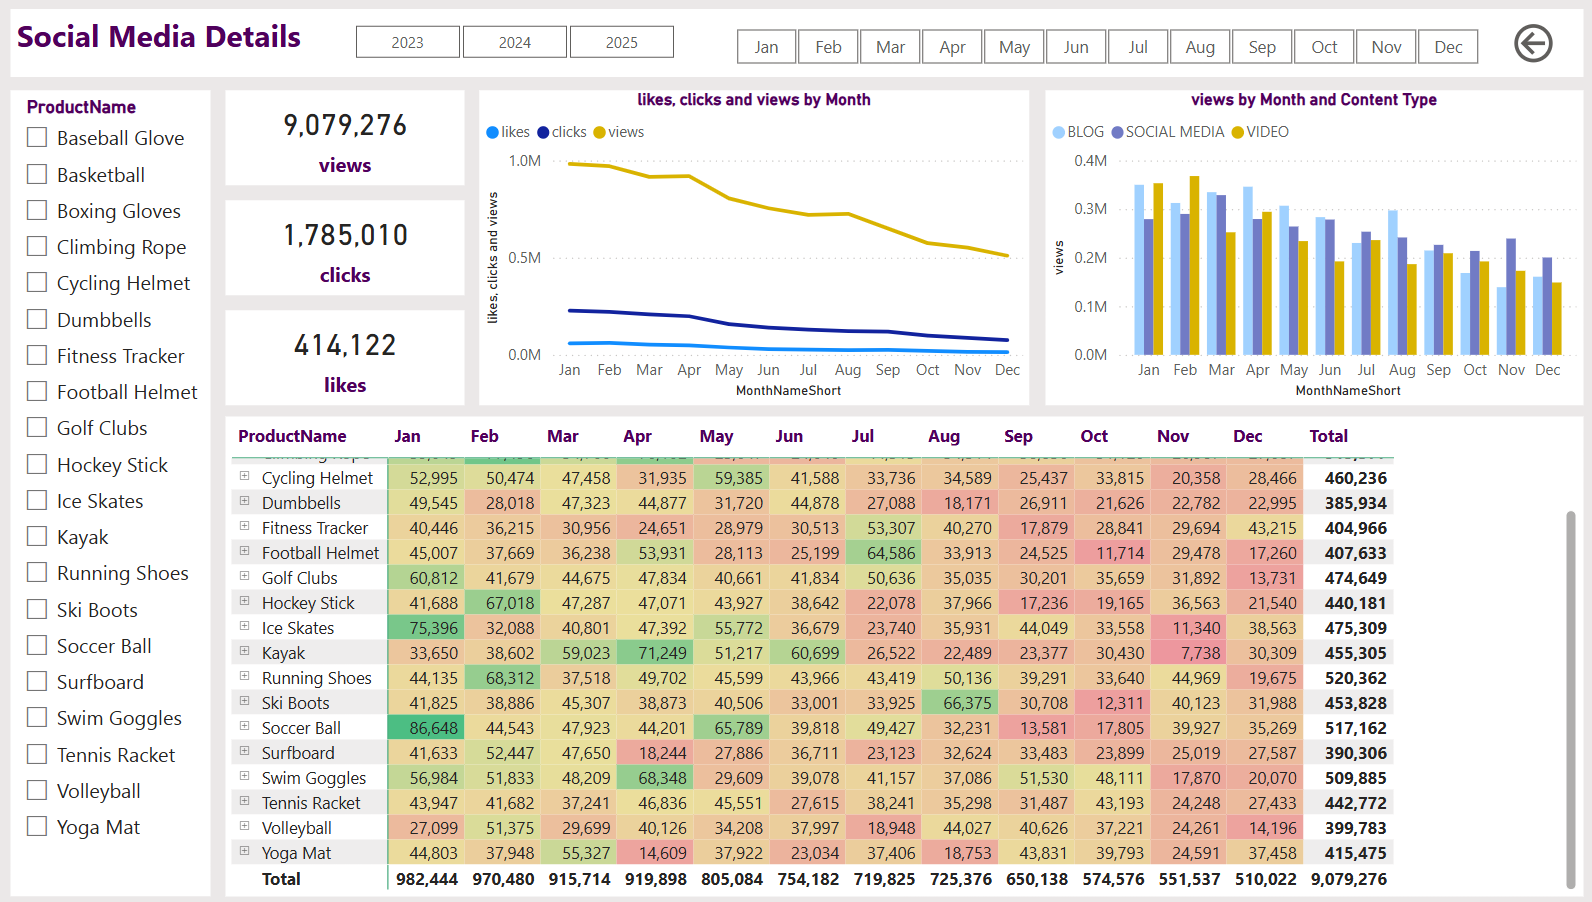 Social Media Details
2023 2024 2025
Jan Feb Mar Apr May Jun Jul Aug Sep Oct Nov Dec
ProductName
Baseball Glove
Basketball
Boxing Gloves
Climbing Rope
Cycling Helmet
Dumbbells
Fitness Tracker
Football Helmet
Golf Clubs
Hockey Stick
Ice Skates
Kayak
Running Shoes
Ski Boots
Soccer Ball
Surfboard
Swim Goggles
Tennis Racket
Volleyball
Yoga Mat
9,079,276
views
1,785,010
clicks
414,122
likes
likes, clicks and views by Month
likes clicks views
likes, clicks and views
1.0M
0.5M
0.0M
Jan Feb Mar Apr May Jun Jul Aug Sep Oct Nov Dec
MonthNameShort
views by Month and Content Type
BLOG SOCIAL MEDIA VIDEO
views
0.4M
0.3M
0.2M
0.1M
0.0M
Jan Feb Mar Apr May Jun Jul Aug Sep Oct Nov Dec
MonthNameShort
ProductName Jan Feb Mar Apr May Jun Jul Aug Sep Oct Nov Dec Total
Cycling Helmet 52,995 50,474 47,458 31,935 59,385 41,588 33,736 34,589 25,437 33,815 20,358 28,466 460,236
Dumbbells 49,545 28,018 47,323 44,877 31,720 44,878 27,088 18,171 26,911 21,626 22,782 22,995 385,934
Fitness Tracker 40,446 36,215 30,956 24,651 28,979 30,513 53,307 40,270 17,879 28,841 29,694 43,215 404,966
Football Helmet 45,007 37,669 36,238 53,931 28,113 25,199 64,586 33,913 24,525 11,714 29,478 17,260 407,633
Golf Clubs 60,812 41,679 44,675 47,834 40,661 41,834 50,636 35,035 30,201 35,659 31,892 13,731 474,649
Hockey Stick 41,688 67,018 47,287 47,071 43,927 38,642 22,078 37,966 17,236 19,165 36,563 21,540 440,181
Ice Skates 75,396 32,088 40,801 47,392 55,772 36,679 23,740 35,931 44,049 33,558 11,340 38,563 475,309
Kayak 33,650 38,602 59,023 71,249 51,217 60,699 26,522 22,489 23,377 30,430 7,738 30,309 455,305
Running Shoes 44,135 68,312 37,518 49,702 45,599 43,966 43,419 50,136 39,291 33,640 44,969 19,675 520,362
Ski Boots 41,825 38,886 45,307 38,873 40,506 33,001 33,925 66,375 30,708 12,311 40,123 31,988 453,828
Soccer Ball 86,648 44,543 47,923 44,201 65,789 39,818 49,427 32,231 13,581 17,805 39,927 35,269 517,162
Surfboard 41,633 52,447 47,650 18,244 27,886 36,711 23,123 32,624 33,483 23,899 25,019 27,587 390,306
Swim Goggles 56,984 51,833 48,209 68,348 29,609 39,078 41,157 37,086 51,530 48,111 17,870 20,070 509,885
Tennis Racket 43,947 41,682 37,241 46,836 45,551 27,615 38,241 35,298 31,487 43,193 24,248 27,433 442,772
Volleyball 27,099 51,375 29,699 40,126 34,208 37,997 18,948 44,027 40,626 37,221 24,261 14,196 399,783
Yoga Mat 44,803 37,948 55,327 14,609 37,922 23,034 37,406 18,753 43,831 39,793 24,591 37,458 415,475
Total 982,444 970,480 915,714 919,898 805,084 754,182 719,825 725,376 650,138 574,576 551,537 510,022 9,079,276